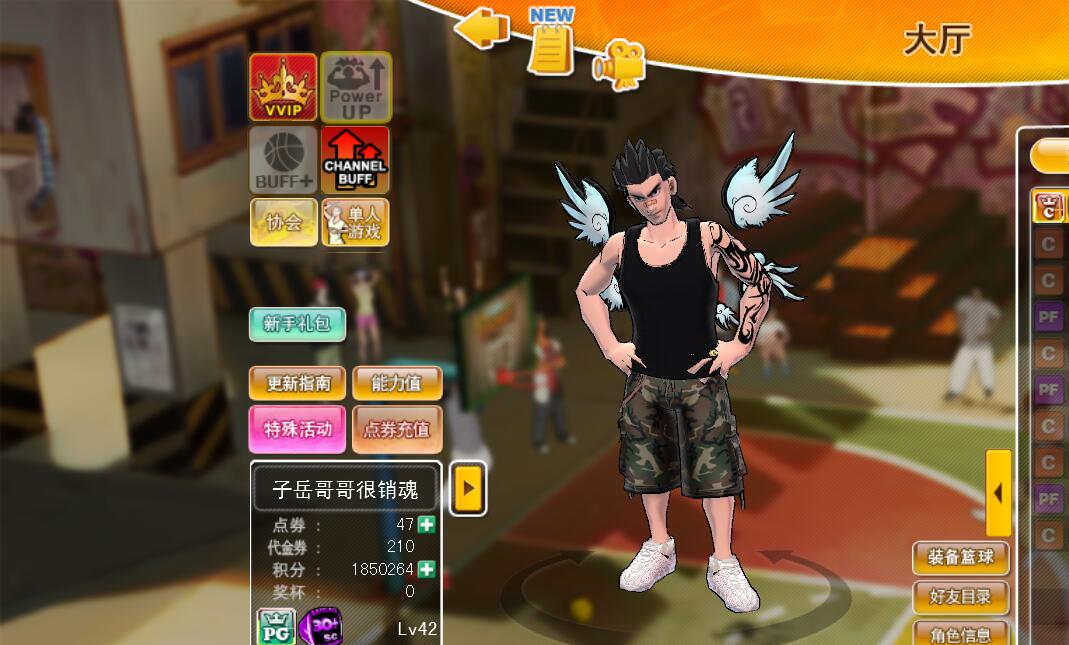 NEW
大厅
VVIP
Power
UP
BUFF+
CHANNEL
BUFF
协会
单人
游戏
新手礼包
更新指南
能力值
特殊活动
点券充值
子岳哥哥很销魂
点券 : 47
代金券 : 210
积分 : 1850264
奖杯 : 0
PG
30+
SG
Lv42
C
C
C
PF
C
PF
C
C
PF
C
装备篮球
好友目录
角色信息